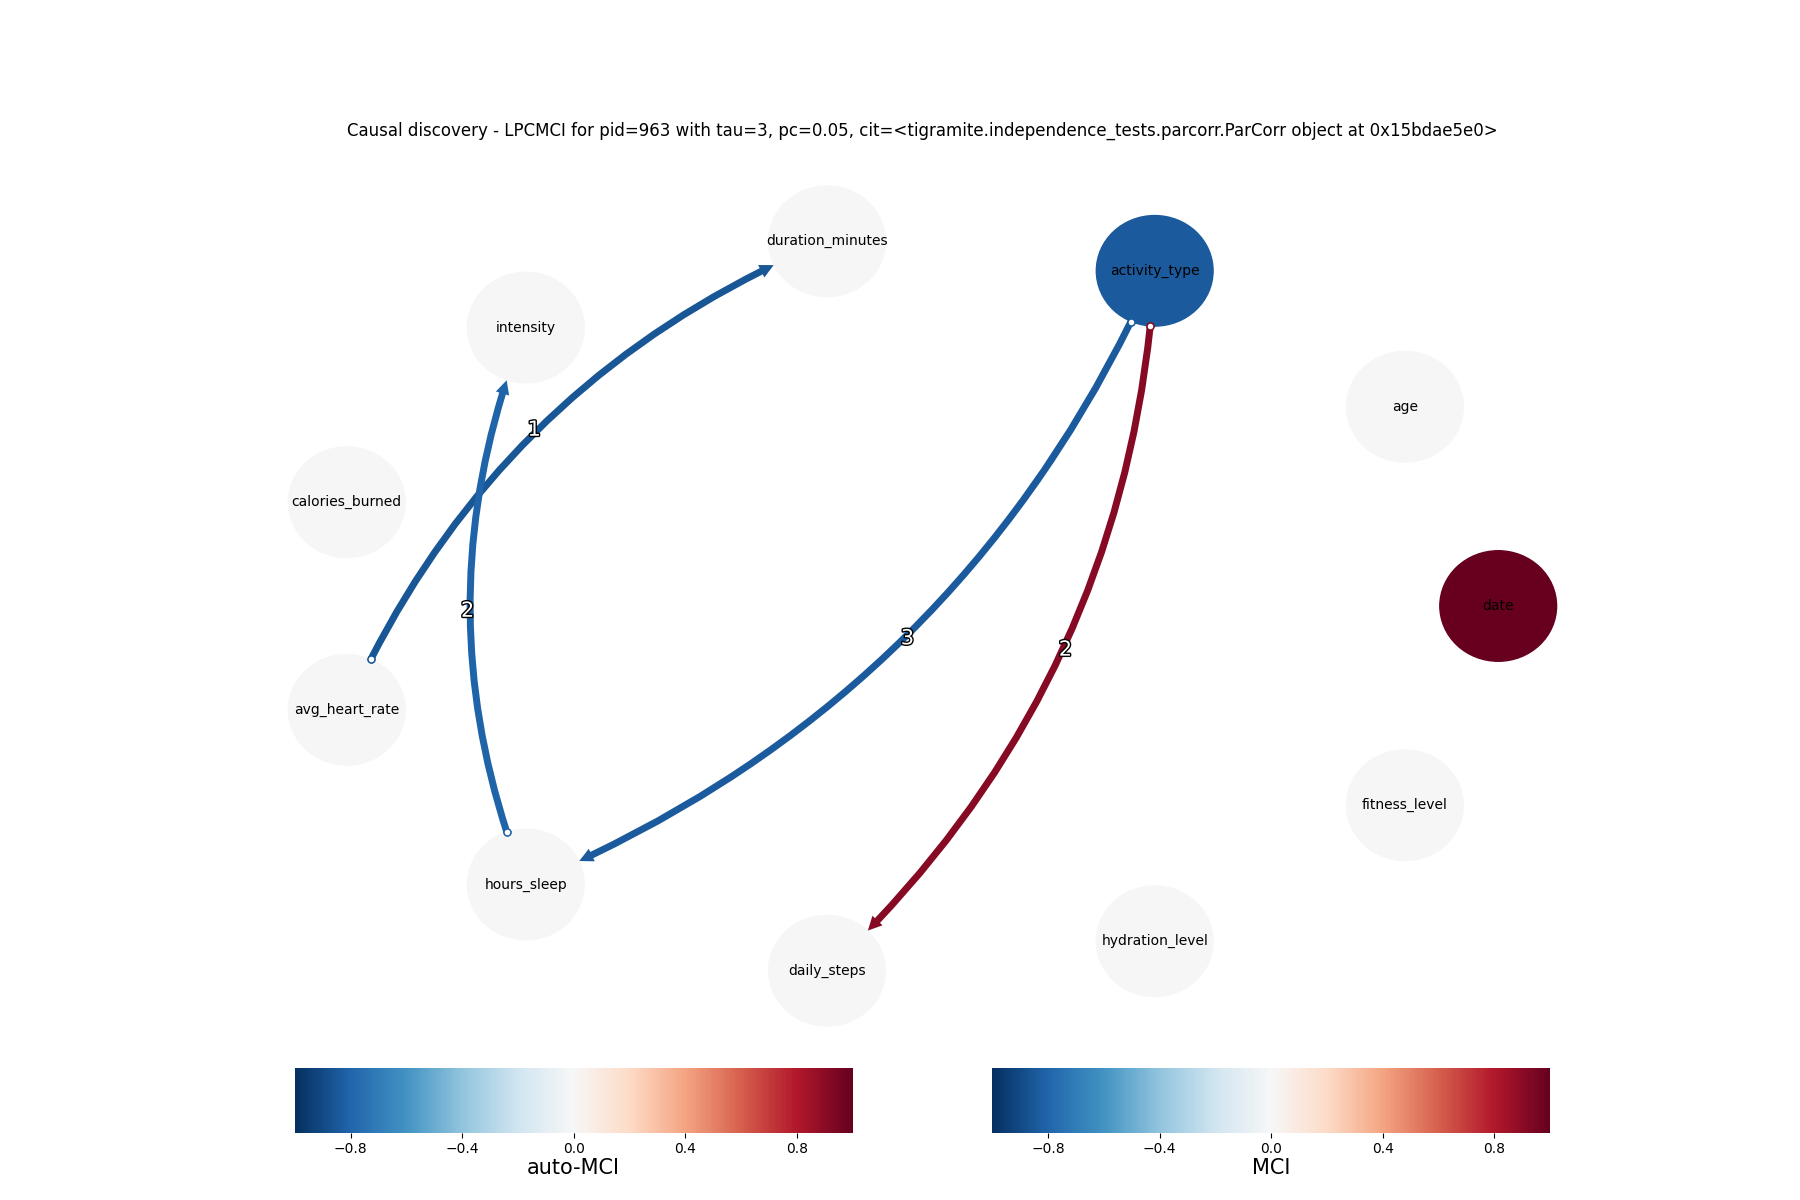 Causal discovery - LPCMCI for pid=963 with tau=3, pc=0.05, cit=<tigramite.independence_tests.parcorr.ParCorr object at 0x15bdae5e0>
duration_minutes
activity_type
intensity
age
1
calories_burned
date
2
3
2
avg_heart_rate
fitness_level
hours_sleep
hydration_level
daily_steps
−0.8 −0.4 0.0 0.4 0.8
auto-MCI
−0.8 −0.4 0.0 0.4 0.8
MCI